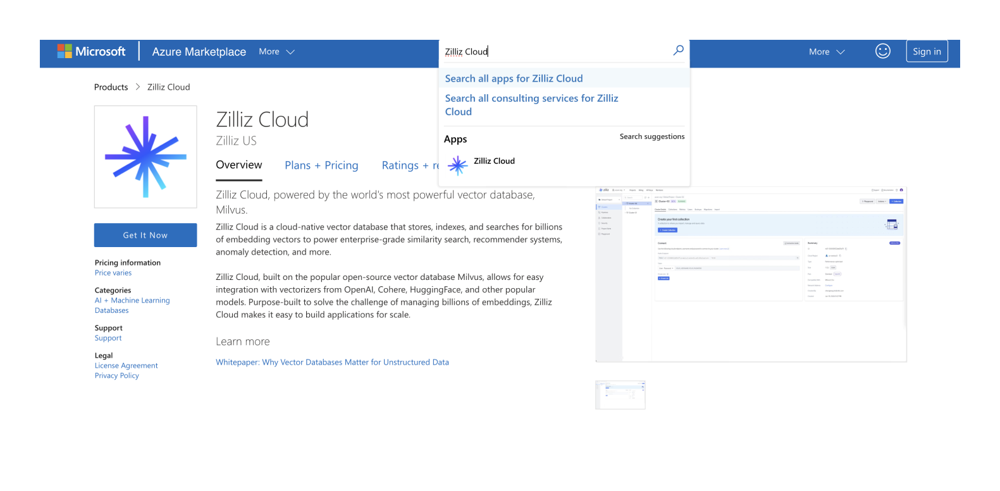 Microsoft
Azure Marketplace
More
Zilliz Cloud
More
Sign in
Search all apps for Zilliz Cloud
Search all consulting services for Zilliz
Cloud
Apps
Search suggestions
Zilliz Cloud
Products > Zilliz Cloud
Zilliz Cloud
Zilliz US
Overview
Plans + Pricing
Ratings + re
Zilliz Cloud, powered by the world's most powerful vector database,
Milvus.
Zilliz Cloud is a cloud-native vector database that stores, indexes, and searches for billions
of embedding vectors to power enterprise-grade similarity search, recommender systems,
anomaly detection, and more.
Zilliz Cloud, built on the popular open-source vector database Milvus, allows for easy
integration with vectorizers from OpenAI, Cohere, HuggingFace, and other popular
models. Purpose-built to solve the challenge of managing billions of embeddings, Zilliz
Cloud makes it easy to build applications for scale.
Learn more
Whitepaper: Why Vector Databases Matter for Unstructured Data
Get It Now
Pricing information
Price varies
Categories
AI + Machine Learning
Databases
Support
Support
Legal
License Agreement
Privacy Policy
Create your first collection
Summary